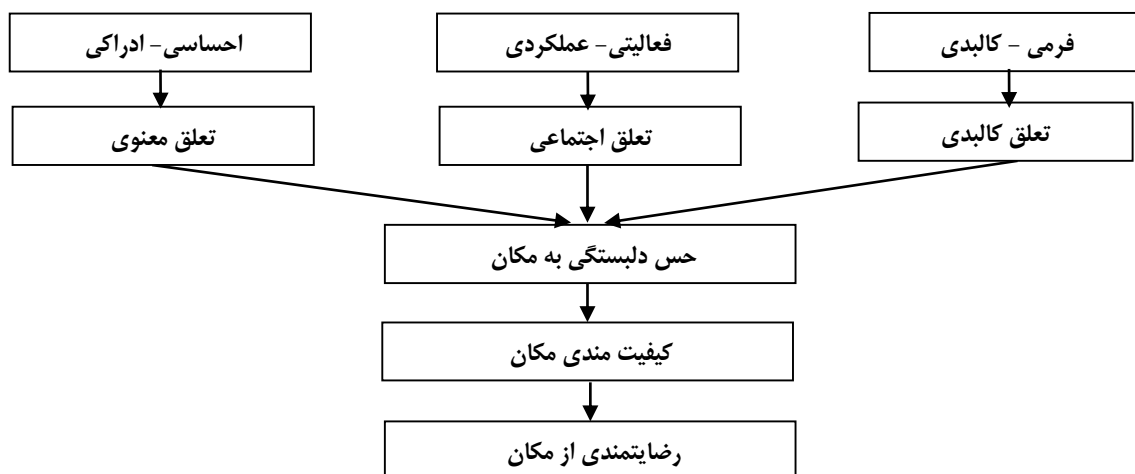 فرمی - کالبدی
فعالیتی- عملکردی
احساسی- ادراکی
تعلق کالبدی
تعلق اجتماعی
تعلق معنوی
حس دلبستگی به مکان
کیفیت مندی مکان
رضایتمندی از مکان